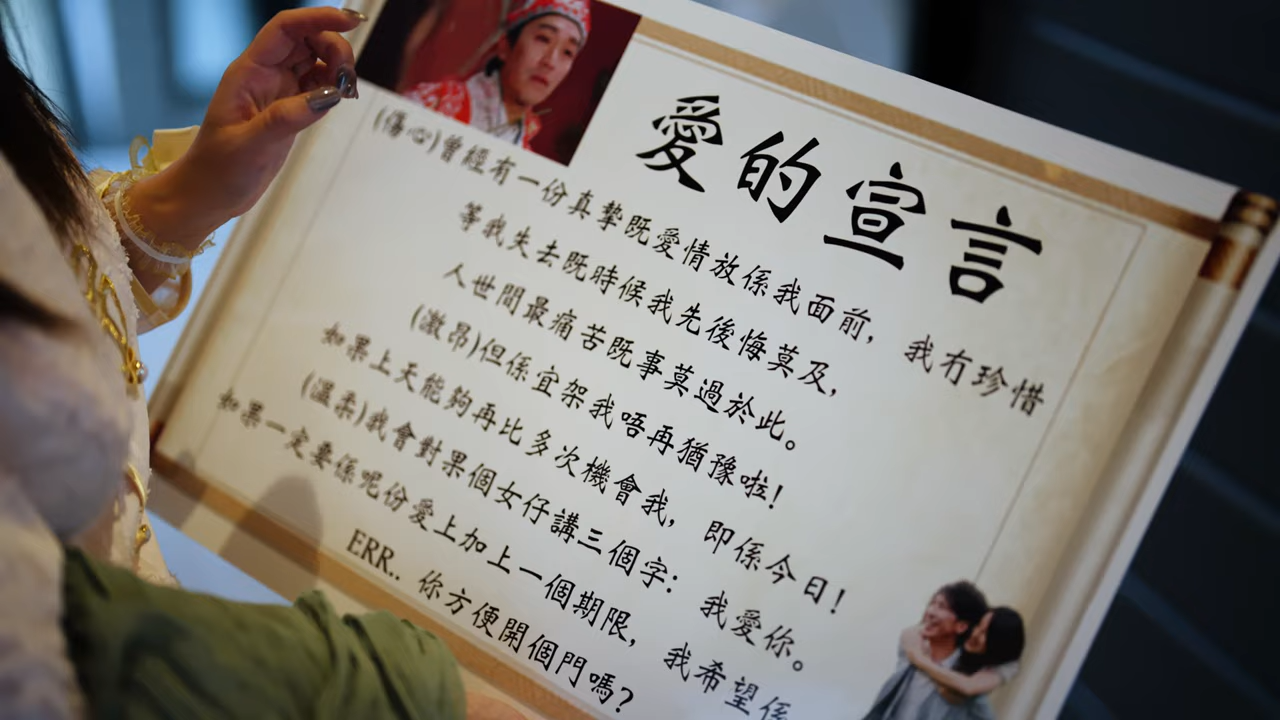 愛的宣言
(傷心)曾經有一份真摯既愛情放係我面前, 我冇珍惜
等我失去既時候我先後悔莫及,
人世間最痛苦既事莫過於此。
(激昂)但係宜架我唔再猶豫啦!
如果上天能夠再比多次機會我, 即係今日!
(溫柔)我會對果個女仔講三個字: 我愛你。
如果一定要係呢份愛上加上一個期限, 我希望係
ERR.. 你方便開個門嗎?